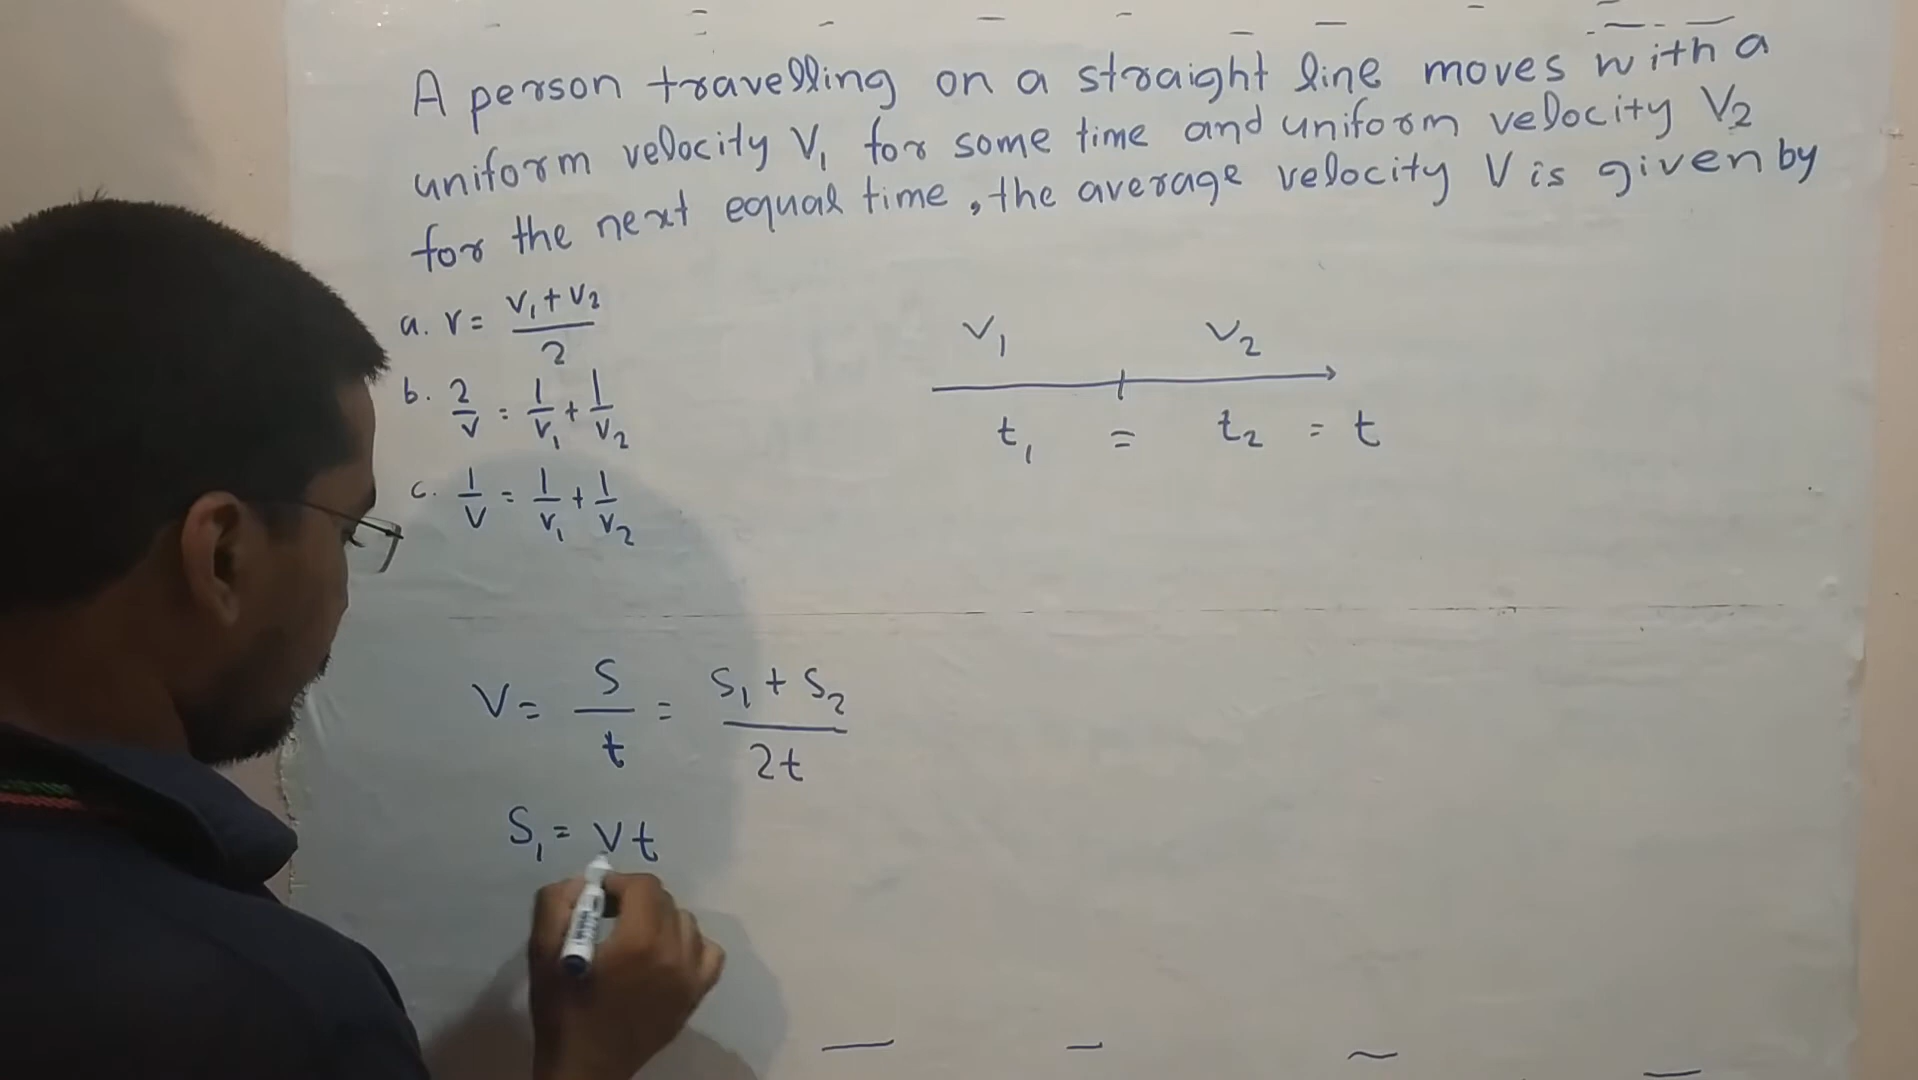 A person travelling on a straight line moves with a
uniform velocity V₁ for some time and uniform velocity V₂
for the next equal time, the average velocity V is given by
a. v = (v₁ + v₂)/2
b. 2/v = 1/v₁ + 1/v₂
c. 1/v = 1/v₁ + 1/v₂
V₁ V₂
t₁ = t₂ = t
V = S/t = (S₁ + S₂)/2t
S₁ = vt